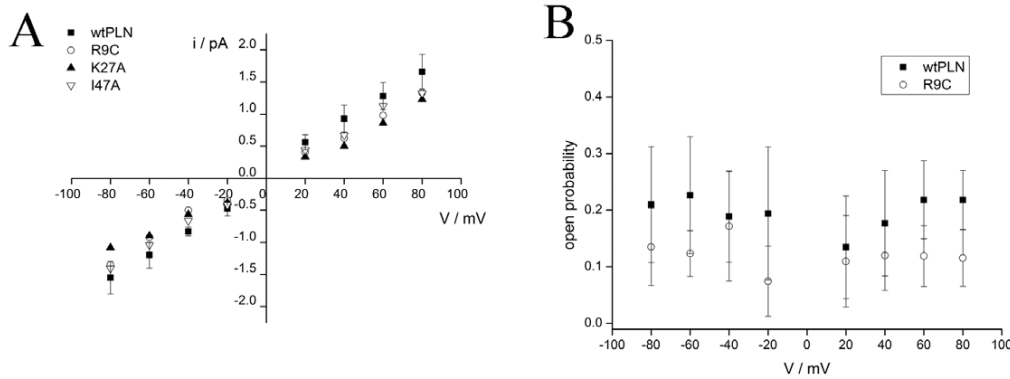 A
wtPLN
R9C
K27A
I47A
i / pA
2.0
1.5
1.0
0.5
0.0
-100 -80 -60 -40 -20 0 20 40 60 80 100
V / mV
-0.5
-1.0
-1.5
-2.0
B
wtPLN
R9C
open probability
0.5
0.4
0.3
0.2
0.1
0.0
-100 -80 -60 -40 -20 0 20 40 60 80 100
V / mV